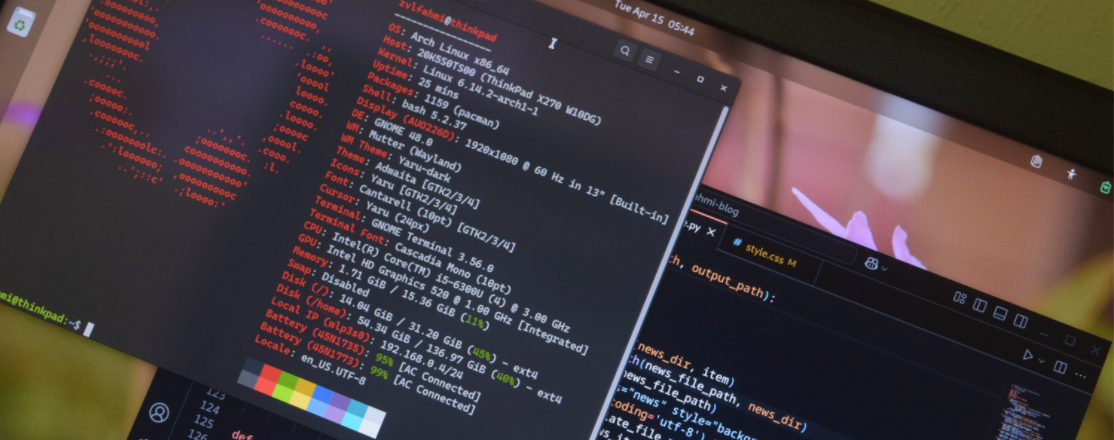 Tue Apr 15 05:44
rvlfahmi@thinkpad
-----------------
OS: Arch Linux x86_64
Host: 20K5S0TS00 (ThinkPad X270 W10DG)
Kernel: Linux 6.14.2-arch1-1
Uptime: 25 mins
Packages: 1159 (pacman)
Shell: bash 5.2.37
Display (AUO226D): 1920x1080 @ 60 Hz in 13" [Built-in]
DE: GNOME 48.0
WM: Mutter (Wayland)
WM Theme: Yaru-dark
Theme: Adwaita [GTK2/3/4]
Icons: Yaru [GTK2/3/4]
Font: Cantarell (10pt) [GTK2/3/4]
Cursor: Yaru (24px)
Terminal: GNOME Terminal 3.56.0
Terminal Font: Cascadia Mono (10pt)
CPU: Intel(R) Core(TM) i5-6300U (4) @ 3.00 GHz
GPU: Intel HD Graphics 520 @ 1.00 GHz [Integrated]
Memory: 1.71 GiB / 15.36 GiB (11%)
Swap: Disabled
Disk (/): 14.04 GiB / 31.20 GiB (45%) - ext4
Disk (/home): 54.34 GiB / 136.97 GiB (40%) - ext4
Local IP (wlp3s0): 192.168.0.4/24
Battery (45N1735): 95% [AC Connected]
Battery (45N1773): 99% [AC Connected]
Locale: en_US.UTF-8
mi@thinkpad:~$
ahmi-blog
.py
# style.css M
h, output_path):
news_dir, item)
h(news_file_path, news_dir)
news_file_path)
="news" style="backg
oding='utf-8')
ate_file_
123
124
125
126
def